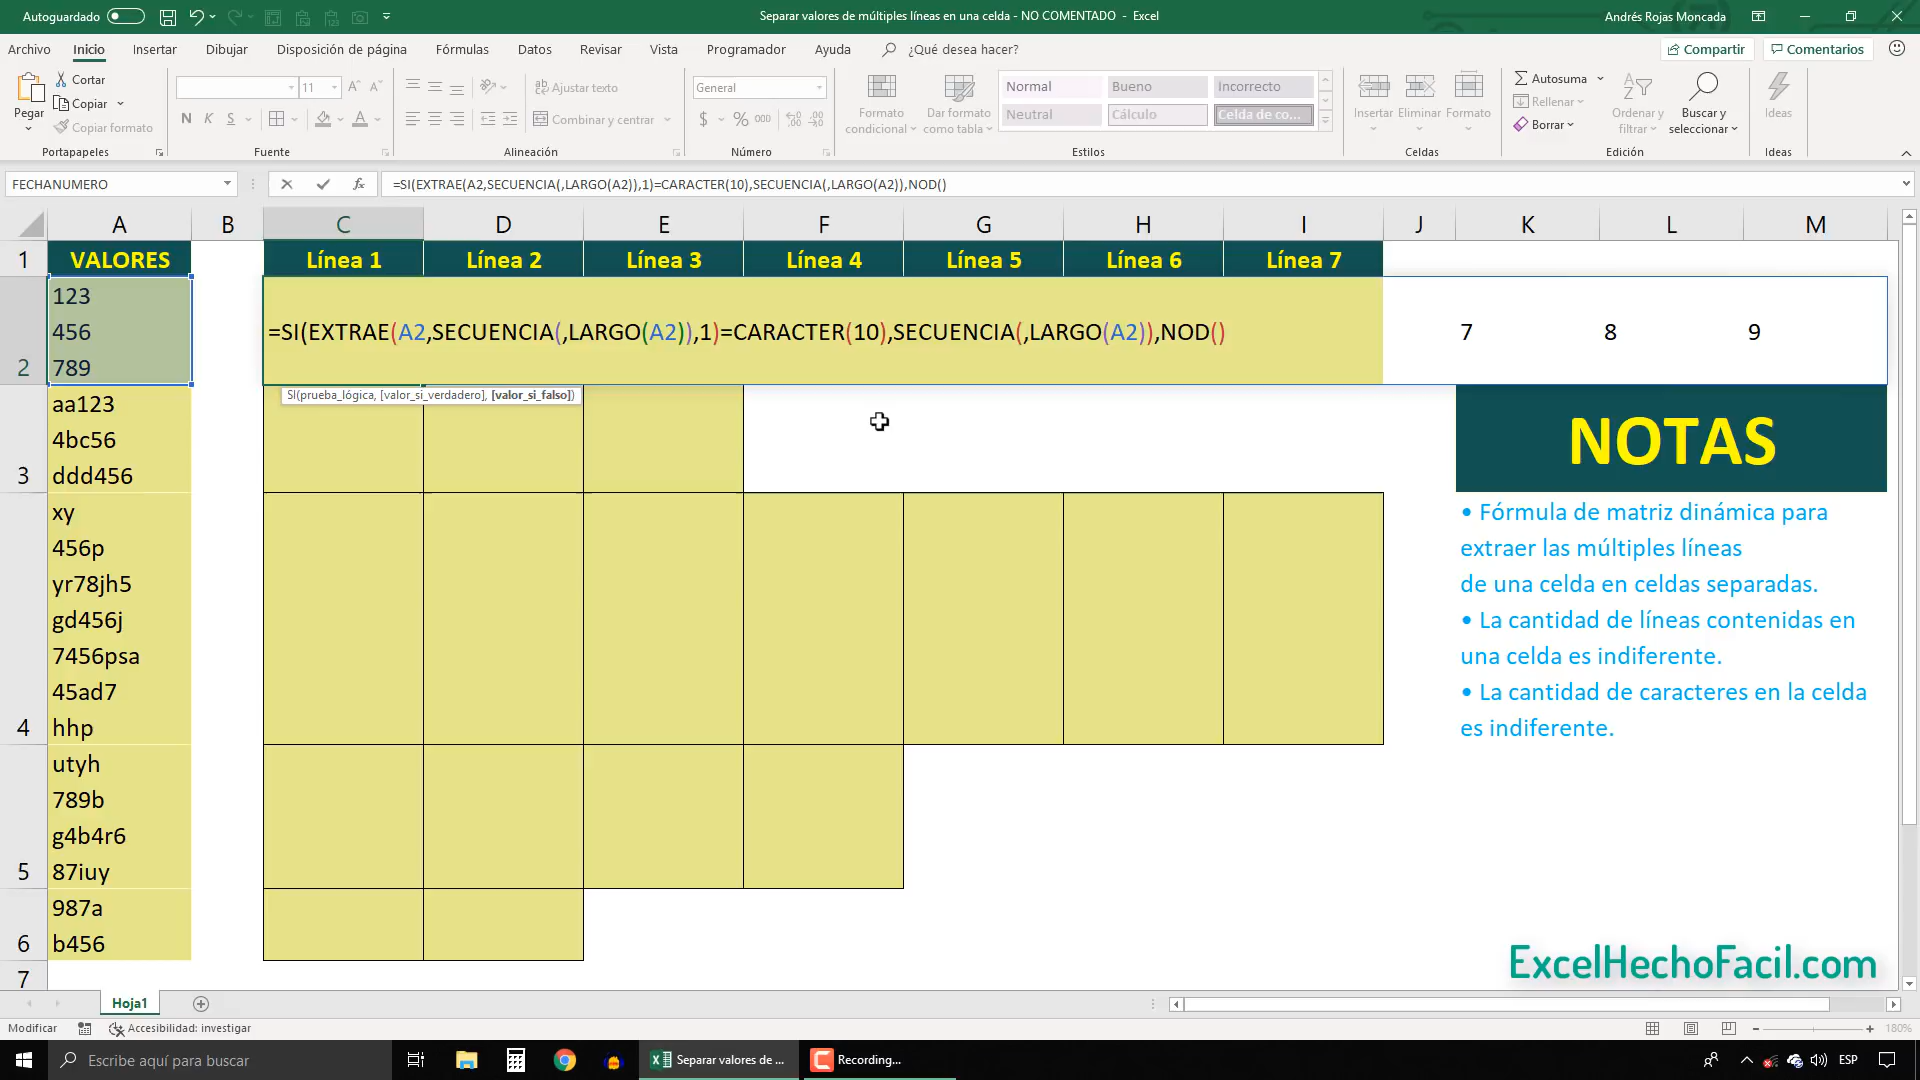 Autoguardado
Separar valores de múltiples líneas en una celda - NO COMENTADO - Excel
Andrés Rojas Moncada
Archivo Inicio Insertar Dibujar Disposición de página Fórmulas Datos Revisar Vista Programador Ayuda ¿Qué desea hacer? Compartir Comentarios
Pegar
Cortar
Copiar
Copiar formato
Portapapeles
11
N K S
Fuente
Ajustar texto
Combinar y centrar
Alineación
General
$ % 000
Número
Formato condicional
Dar formato como tabla
Normal Bueno Incorrecto
Neutral Cálculo Celda de co...
Estilos
Insertar Eliminar Formato
Celdas
Autosuma
Rellenar
Borrar
Ordenar y filtrar
Buscar y seleccionar
Edición
Ideas
Ideas
FECHANUMERO
=SI(EXTRAE(A2,SECUENCIA(,LARGO(A2)),1)=CARACTER(10),SECUENCIA(,LARGO(A2)),NOD()
A B C D E F G H I J K L M
1 VALORES Línea 1 Línea 2 Línea 3 Línea 4 Línea 5 Línea 6 Línea 7
123
456
2 789
=SI(EXTRAE(A2,SECUENCIA(,LARGO(A2)),1)=CARACTER(10),SECUENCIA(,LARGO(A2)),NOD() 7 8 9
SI(prueba_lógica, [valor_si_verdadero], [valor_si_falso])
aa123
4bc56
3 ddd456
xy
456p
yr78jh5
gd456j
7456psa
45ad7
4 hhp
utyh
789b
g4b4r6
5 87iuy
987a
6 b456
7
NOTAS
• Fórmula de matriz dinámica para
extraer las múltiples líneas
de una celda en celdas separadas.
• La cantidad de líneas contenidas en
una celda es indiferente.
• La cantidad de caracteres en la celda
es indiferente.
ExcelHechoFacil.com
Hoja1
Modificar Accesibilidad: investigar 180%
Escribe aquí para buscar
Separar valores de ...
Recording...
ESP